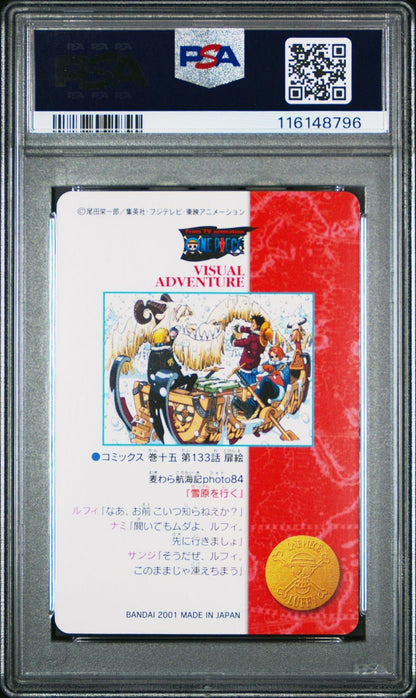 PSA
PSA
116148796
©尾田栄一郎/集英社・フジテレビ・東映アニメーション
From TV animation
ONE PIECE
VISUAL
ADVENTURE
●コミックス 巻十五 第133話 扉絵
麦わら航海記photo84
「雪原を行く」
ルフィ「なあ、お前 こいつ知らねえか？」
ナミ「聞いてもムダよ、ルフィ。
先に行きましょ」
サンジ「そうだぜ、ルフィ。
このままじゃ凍えちまう」
ONE PIECE
LUFFY
BANDAI 2001 MADE IN JAPAN
PSA